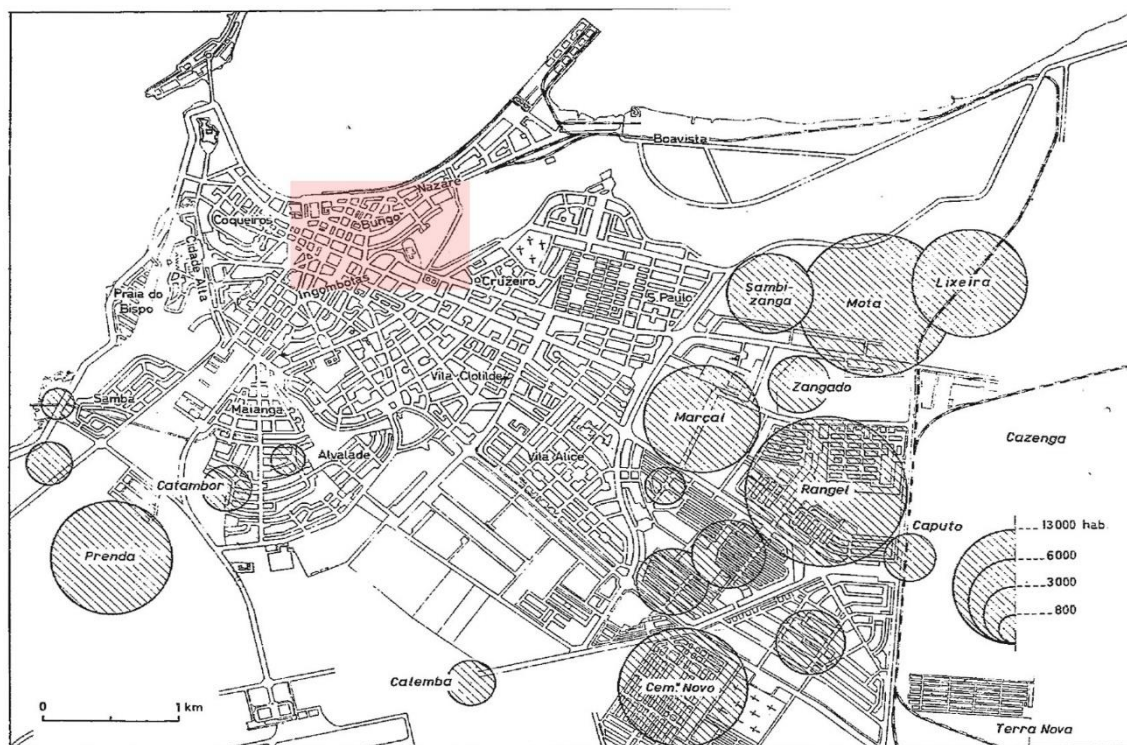 Boavista
Nazaré
Bungo
Coqueiros
Cidade Alta
Ingombotas
Cruzeiro
Praia do
Bispo
S. Paulo
Sambi-
zanga
Mota
Lixeira
Samba
Vila Clotilde
Maianga
Zangado
Marçal
Alvalade
Vila Alice
Cazenga
Catambor
Rangel
Prenda
Caputo
13000 hab.
6000
3000
800
Calemba
Cem.º Novo
Terra Nova
0 1 km